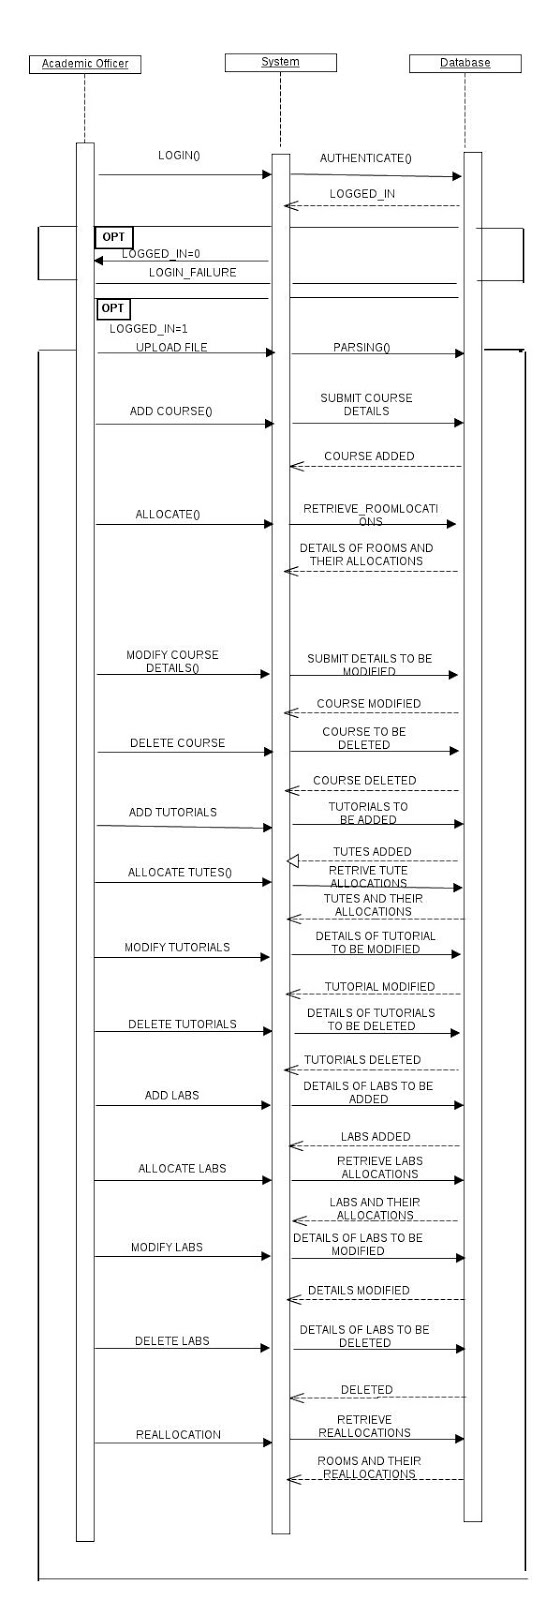 Academic Officer
System
Database
LOGIN()
AUTHENTICATE()
LOGGED_IN
OPT
LOGGED_IN=0
LOGIN_FAILURE
OPT
LOGGED_IN=1
UPLOAD FILE
PARSING()
ADD COURSE()
SUBMIT COURSE
DETAILS
COURSE ADDED
ALLOCATE()
RETRIEVE_ROOMLOCATI
ONS
DETAILS OF ROOMS AND
THEIR ALLOCATIONS
MODIFY COURSE
DETAILS()
SUBMIT DETAILS TO BE
MODIFIED
COURSE MODIFIED
DELETE COURSE
COURSE TO BE
DELETED
COURSE DELETED
ADD TUTORIALS
TUTORIALS TO
BE ADDED
TUTES ADDED
ALLOCATE TUTES()
RETRIVE TUTE
ALLOCATIONS
TUTES AND THEIR
ALLOCATIONS
MODIFY TUTORIALS
DETAILS OF TUTORIAL
TO BE MODIFIED
TUTORIAL MODIFIED
DELETE TUTORIALS
DETAILS OF TUTORIALS
TO BE DELETED
TUTORIALS DELETED
ADD LABS
DETAILS OF LABS TO BE
ADDED
LABS ADDED
ALLOCATE LABS
RETRIEVE LABS
ALLOCATIONS
LABS AND THEIR
ALLOCATIONS
MODIFY LABS
DETAILS OF LABS TO BE
MODIFIED
DETAILS MODIFIED
DELETE LABS
DETAILS OF LABS TO BE
DELETED
DELETED
REALLOCATION
RETRIEVE
REALLOCATIONS
ROOMS AND THEIR
REALLOCATIONS